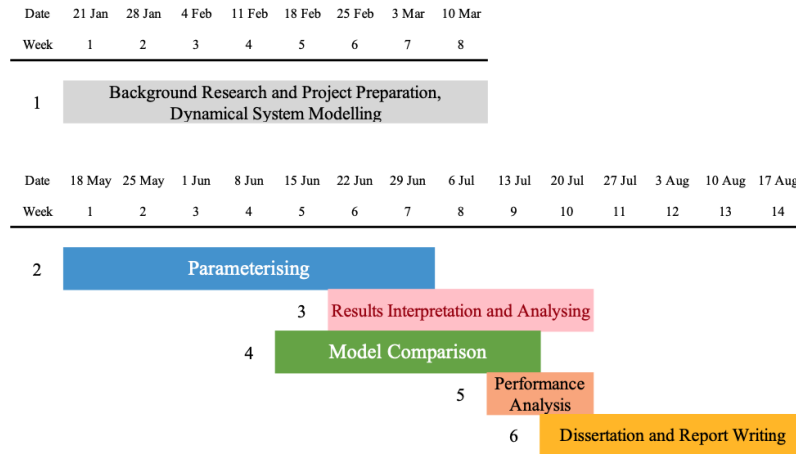 Date 21 Jan 28 Jan 4 Feb 11 Feb 18 Feb 25 Feb 3 Mar 10 Mar
Week 1 2 3 4 5 6 7 8
1 Background Research and Project Preparation,
Dynamical System Modelling
Date 18 May 25 May 1 Jun 8 Jun 15 Jun 22 Jun 29 Jun 6 Jul 13 Jul 20 Jul 27 Jul 3 Aug 10 Aug 17 Aug
Week 1 2 3 4 5 6 7 8 9 10 11 12 13 14
2 Parameterising
3 Results Interpretation and Analysing
4 Model Comparison
5 Performance
Analysis
6 Dissertation and Report Writing